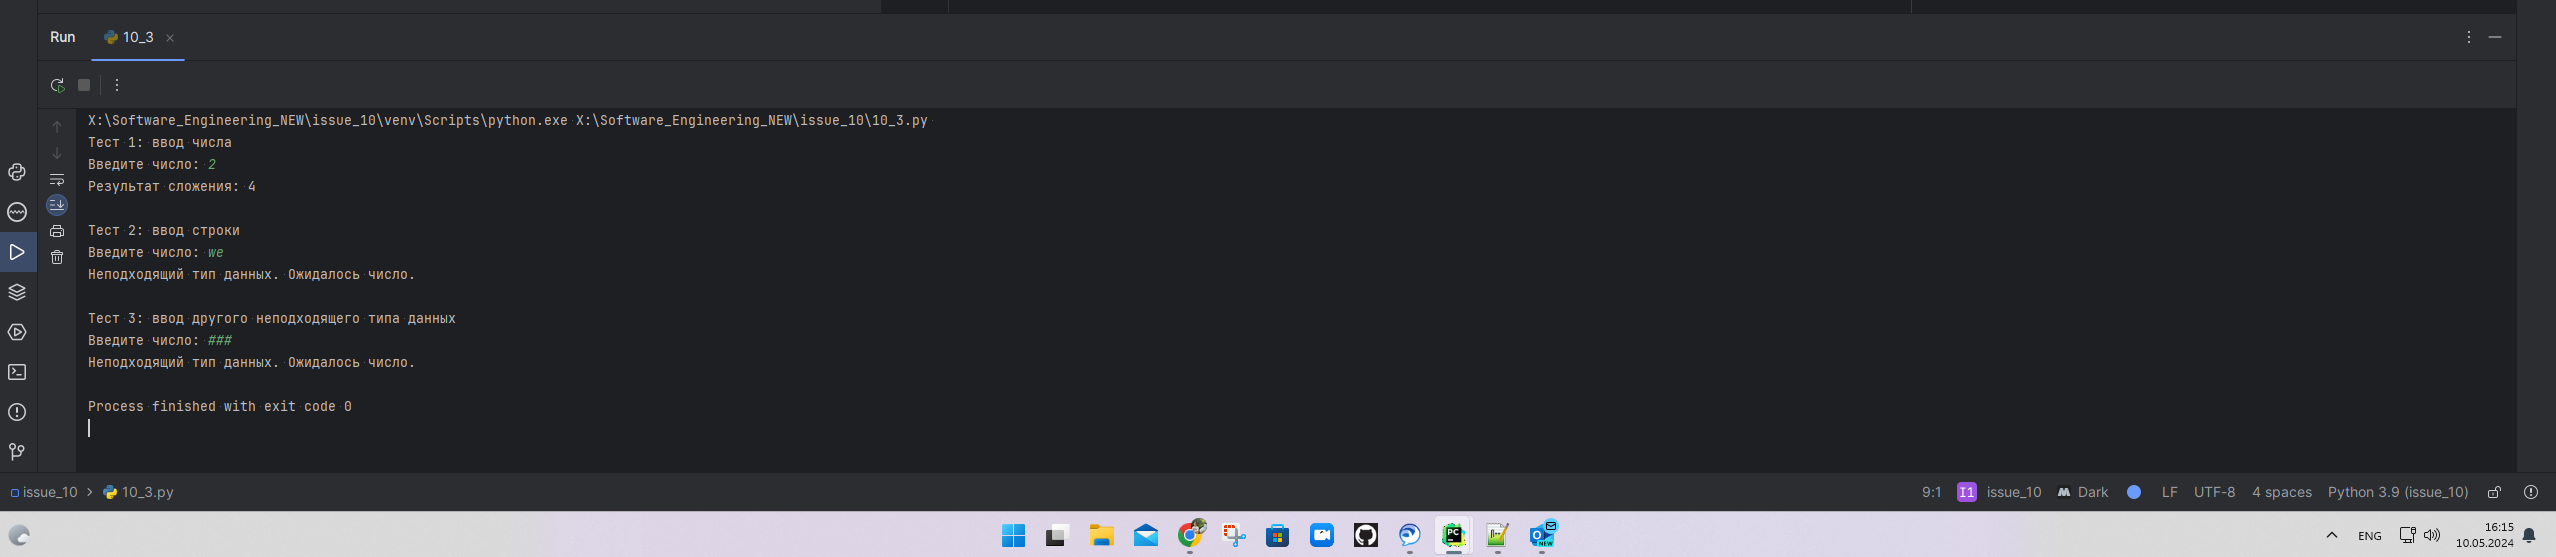 Run 10_3
X:\Software_Engineering_NEW\issue_10\venv\Scripts\python.exe X:\Software_Engineering_NEW\issue_10\10_3.py
Тест 1: ввод числа
Введите число: 2
Результат сложения: 4
Тест 2: ввод строки
Введите число: we
Неподходящий тип данных. Ожидалось число.
Тест 3: ввод другого неподходящего типа данных
Введите число: ###
Неподходящий тип данных. Ожидалось число.
Process finished with exit code 0
issue_10 > 10_3.py 9:1 I1 issue_10 Dark LF UTF-8 4 spaces Python 3.9 (issue_10)
PC NEW ENG 16:15
10.05.2024